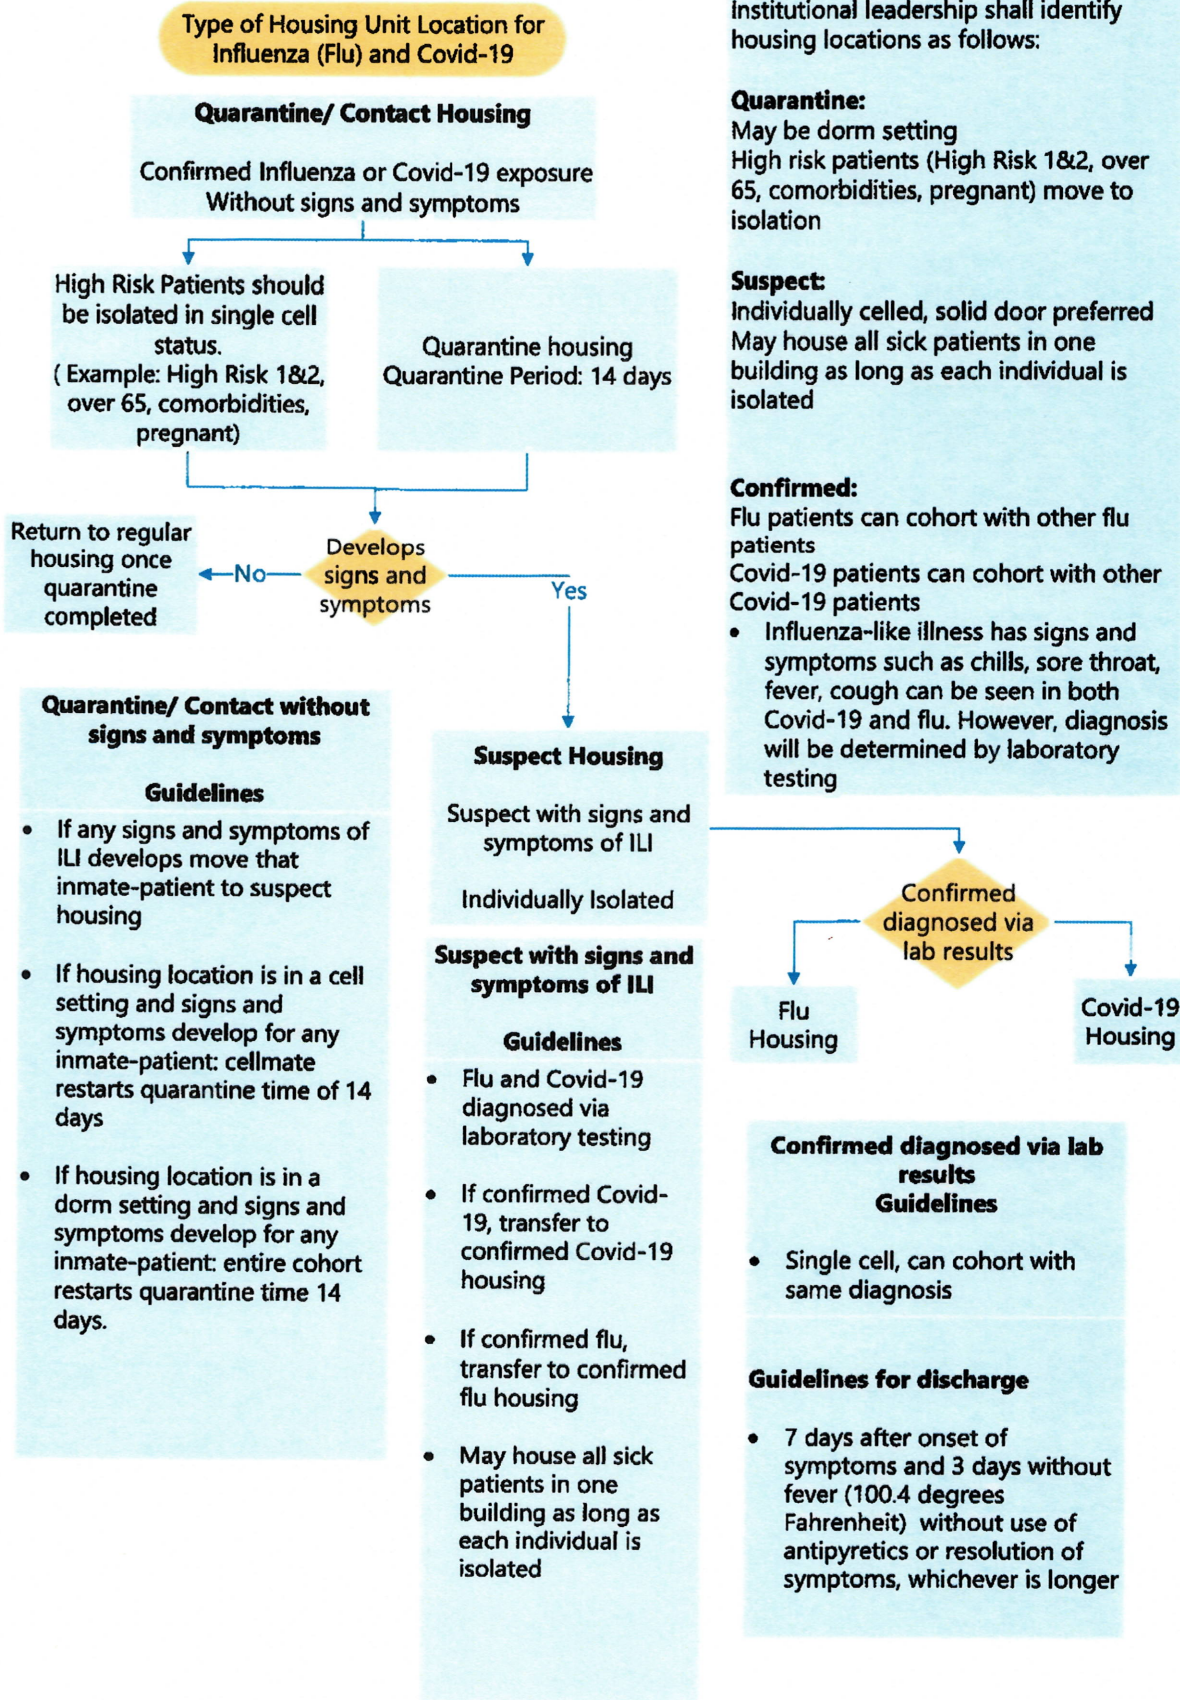 Type of Housing Unit Location for
Influenza (Flu) and Covid-19
Quarantine/ Contact Housing
Confirmed Influenza or Covid-19 exposure
Without signs and symptoms
High Risk Patients should
be isolated in single cell
status.
( Example: High Risk 1&2,
over 65, comorbidities,
pregnant)
Quarantine housing
Quarantine Period: 14 days
Develops
signs and
symptoms
No
Yes
Return to regular
housing once
quarantine
completed
Institutional leadership shall identify
housing locations as follows:
Quarantine:
May be dorm setting
High risk patients (High Risk 1&2, over
65, comorbidities, pregnant) move to
isolation
Suspect:
Individually celled, solid door preferred
May house all sick patients in one
building as long as each individual is
isolated
Confirmed:
Flu patients can cohort with other flu
patients
Covid-19 patients can cohort with other
Covid-19 patients
• Influenza-like illness has signs and
symptoms such as chills, sore throat,
fever, cough can be seen in both
Covid-19 and flu. However, diagnosis
will be determined by laboratory
testing
Quarantine/ Contact without
signs and symptoms
Guidelines
• If any signs and symptoms of
ILI develops move that
inmate-patient to suspect
housing
• If housing location is in a cell
setting and signs and
symptoms develop for any
inmate-patient: cellmate
restarts quarantine time of 14
days
• If housing location is in a
dorm setting and signs and
symptoms develop for any
inmate-patient: entire cohort
restarts quarantine time 14
days.
Suspect Housing
Suspect with signs and
symptoms of ILI
Individually Isolated
Suspect with signs and
symptoms of ILI
Guidelines
• Flu and Covid-19
diagnosed via
laboratory testing
• If confirmed Covid-
19, transfer to
confirmed Covid-19
housing
• If confirmed flu,
transfer to confirmed
flu housing
• May house all sick
patients in one
building as long as
each individual is
isolated
Confirmed
diagnosed via
lab results
Flu
Housing
Covid-19
Housing
Confirmed diagnosed via lab
results
Guidelines
• Single cell, can cohort with
same diagnosis
Guidelines for discharge
• 7 days after onset of
symptoms and 3 days without
fever (100.4 degrees
Fahrenheit) without use of
antipyretics or resolution of
symptoms, whichever is longer